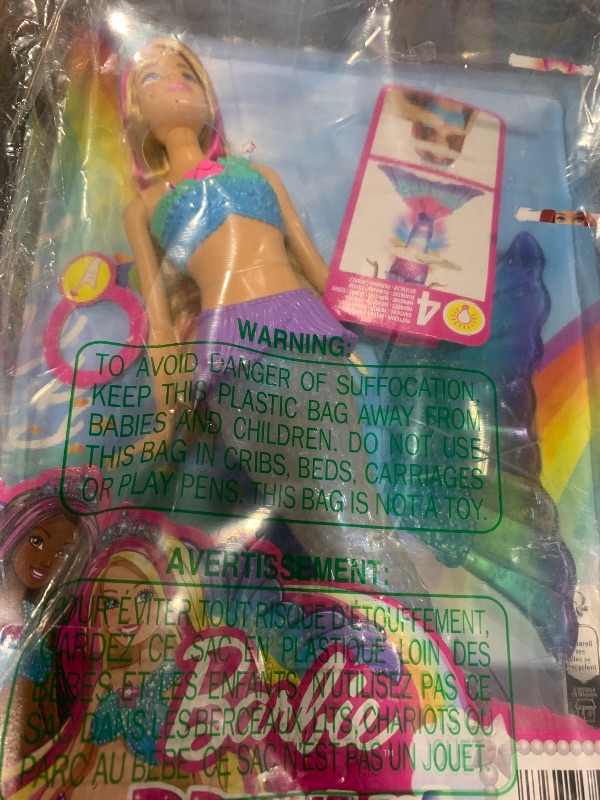 4
WARNING:
TO AVOID DANGER OF SUFFOCATION,
KEEP THIS PLASTIC BAG AWAY FROM
BABIES AND CHILDREN. DO NOT USE
THIS BAG IN CRIBS, BEDS, CARRIAGES
OR PLAY PENS. THIS BAG IS NOT A TOY.
AVERTISSEMENT:
POUR ÉVITER TOUT RISQUE D'ÉTOUFFEMENT,
GARDEZ CE SAC EN PLASTIQUE LOIN DES
BÉBÉS ET LES ENFANTS. N'UTILISEZ PAS CE
SAC DANS LES BERCEAU, LITS, CHARIOTS OU
PARC AU BÉBÉ. CE SAC N'EST PAS UN JOUET.
Barbie